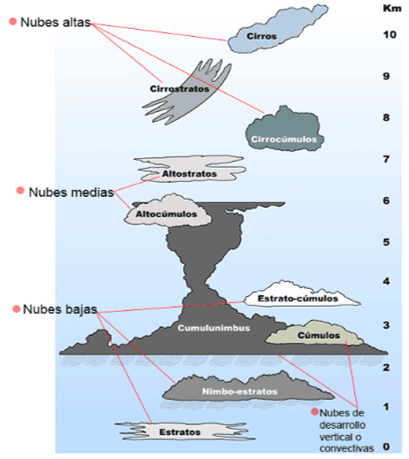 Km
Nubes altas
Cirros
10
9
Cirrostratos
8
Cirrocúmulos
7
Altostratos
Nubes medias
6
Altocúmulos
5
4
Estrato-cúmulos
Nubes bajas
3
Cumulunimbus
Cúmulos
2
Nimbo-estratos
1
Nubes de
desarrollo
vertical o
convectivas
Estratos
0